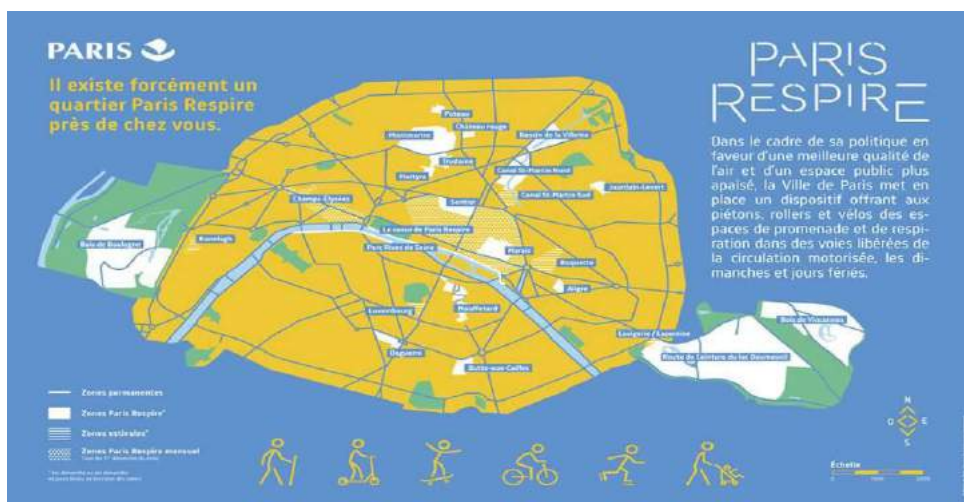 PARIS
Il existe forcément un
quartier Paris Respire
près de chez vous.
PARIS
RESPIRE
Dans le cadre de sa politique en
faveur d'une meilleure qualité de
l'air et d'un espace public plus
apaisé, la Ville de Paris met en
place un dispositif offrant aux
piétons, rollers et vélos des es-
paces de promenade et de respi-
ration dans des voies libérées de
la circulation motorisée, les di-
manches et jours fériés.
Poteau
Château rouge
Montmartre
Bassin de la Villette
Trudaine
Martyrs
Canal St-Martin Nord
Canal St-Martin Sud
Jourdain-Levert
Champs-Elysées
Sentier
Le coeur de Paris Respire
Bois de Boulogne
Ranelagh
Parc Rives de Seine
Marais
Roquette
Aligre
Luxembourg
Mouffetard
Daguerre
Butte-aux-Cailles
Lavigerie / Laperrine
Bois de Vincennes
Route de Ceinture du lac Daumesnil
Zones permanentes
Zones Paris Respire*
Zones estivales*
Zones Paris Respire mensuel
N
O
E
S
Échelle
0
1000
2000